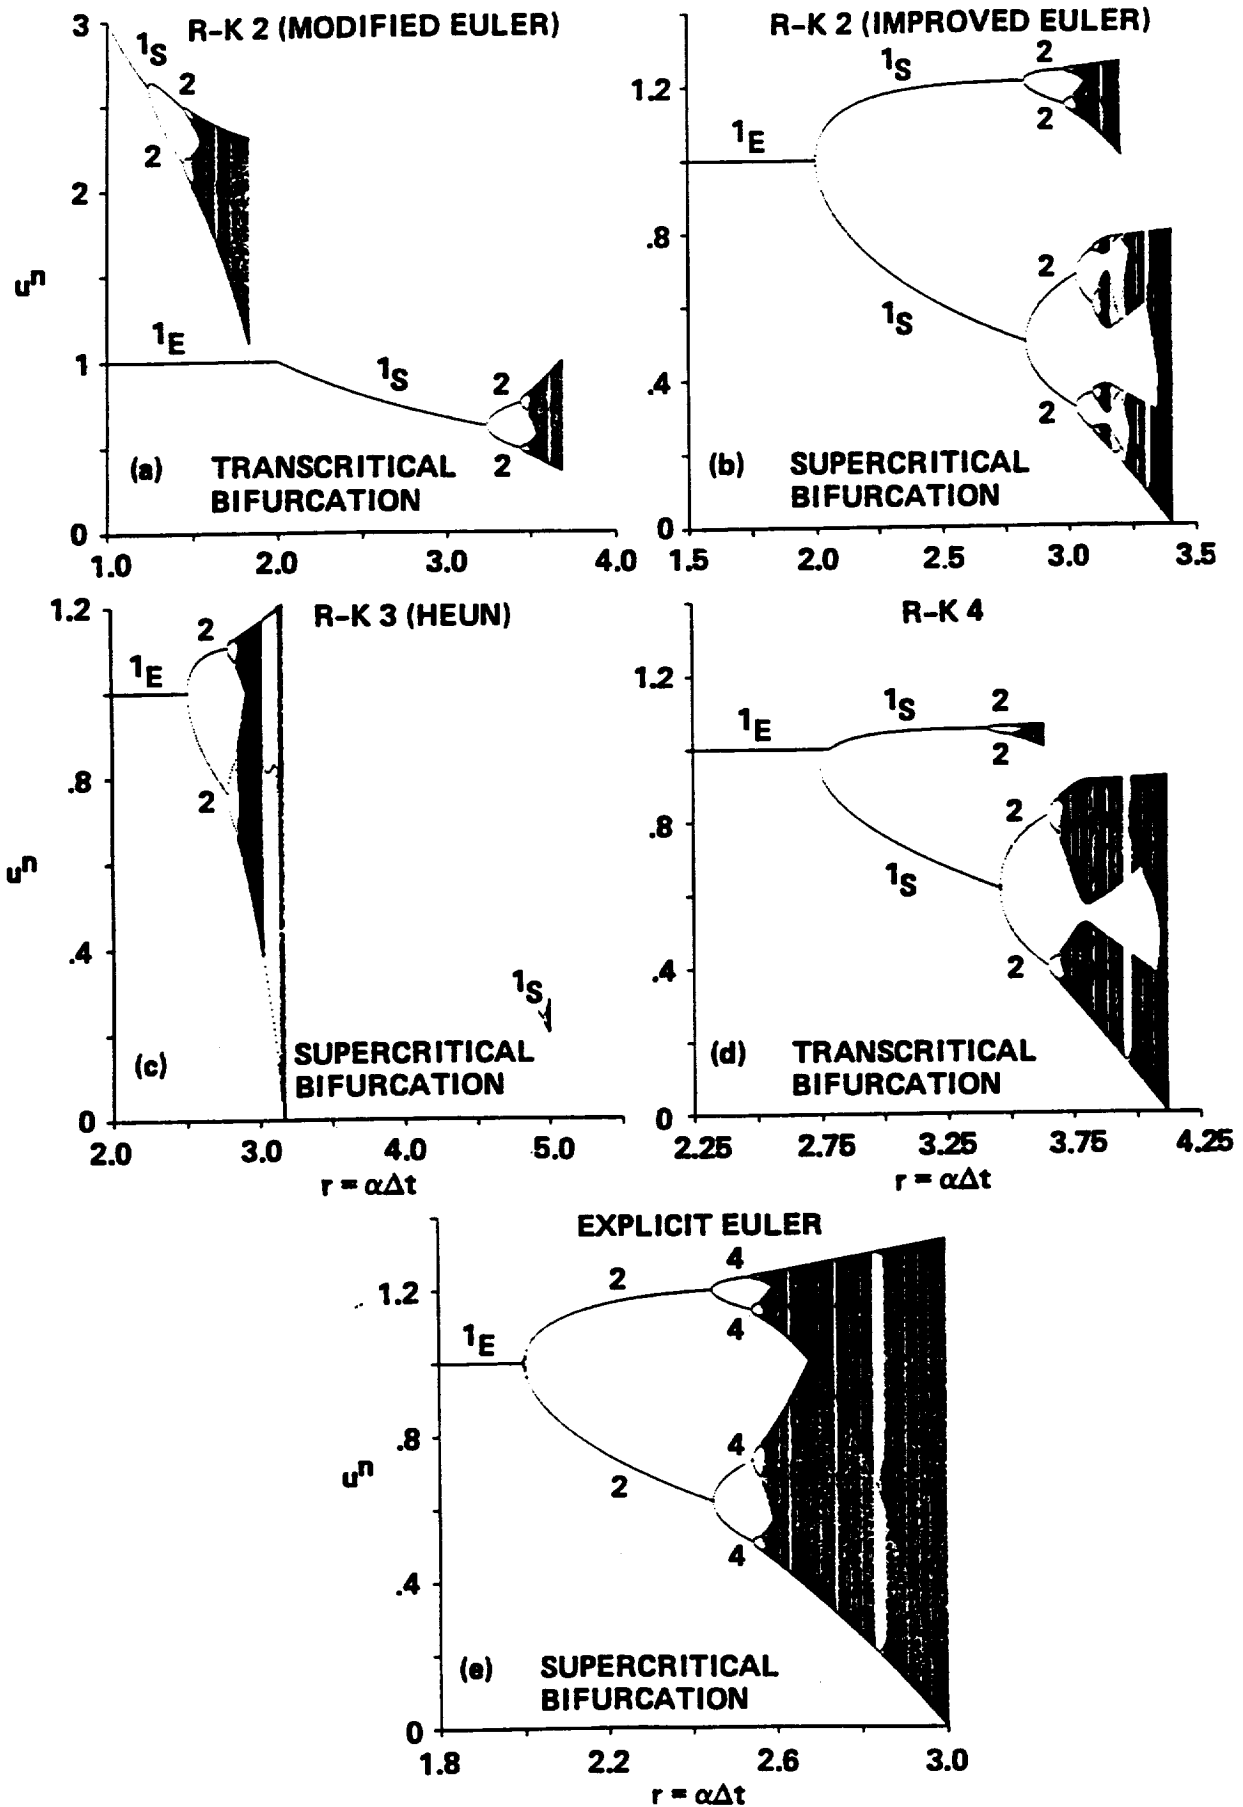 R-K 2 (MODIFIED EULER)
3
1S
2
2
2
uⁿ
1E
1
1S
2
2
(a) TRANSCRITICAL
BIFURCATION
0
1.0 2.0 3.0 4.0
R-K 2 (IMPROVED EULER)
1S
2
1.2
2
1E
.8
2
1S
.4
2
(b) SUPERCRITICAL
BIFURCATION
0
1.5 2.0 2.5 3.0 3.5
R-K 3 (HEUN)
1.2
2
1E
.8
2
uⁿ
.4
1S
(c) SUPERCRITICAL
BIFURCATION
0
2.0 3.0 4.0 5.0
r = αΔt
R-K 4
1.2
1S
2
1E
2
.8
2
1S
.4
2
(d) TRANSCRITICAL
BIFURCATION
0
2.25 2.75 3.25 3.75 4.25
r = αΔt
EXPLICIT EULER
4
2
1.2
4
1E
.8
4
uⁿ
2
4
.4
(e) SUPERCRITICAL
BIFURCATION
0
1.8 2.2 2.6 3.0
r = αΔt